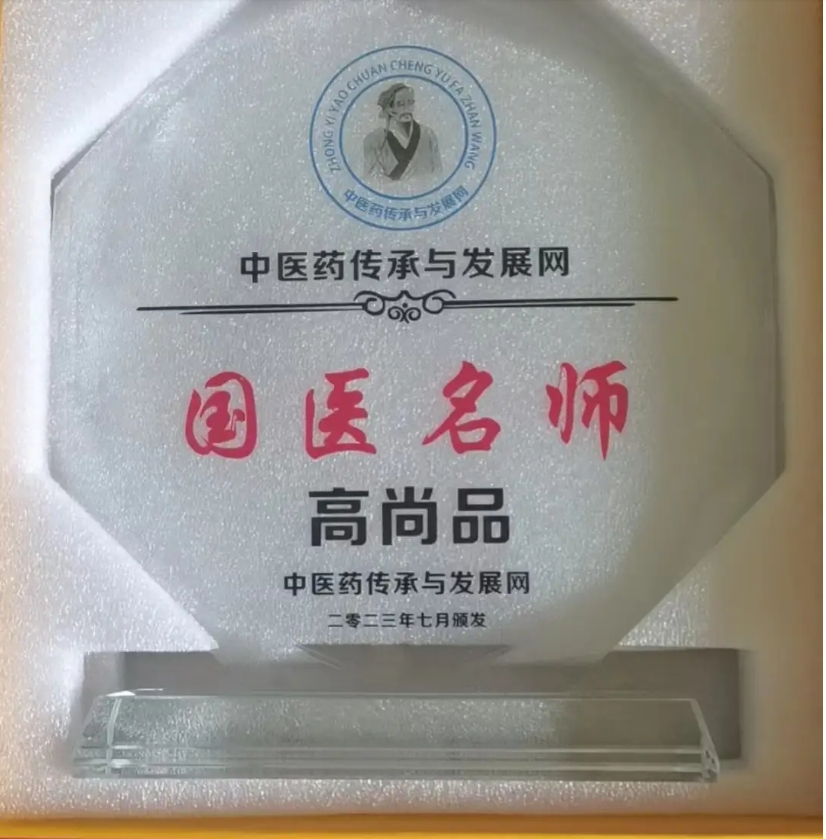 ZHONG YI YAO CHUAN CHENG YU FA ZHAN WANG
中医药传承与发展网
中医药传承与发展网
国医名师
高尚品
中医药传承与发展网
二零二三年七月颁发